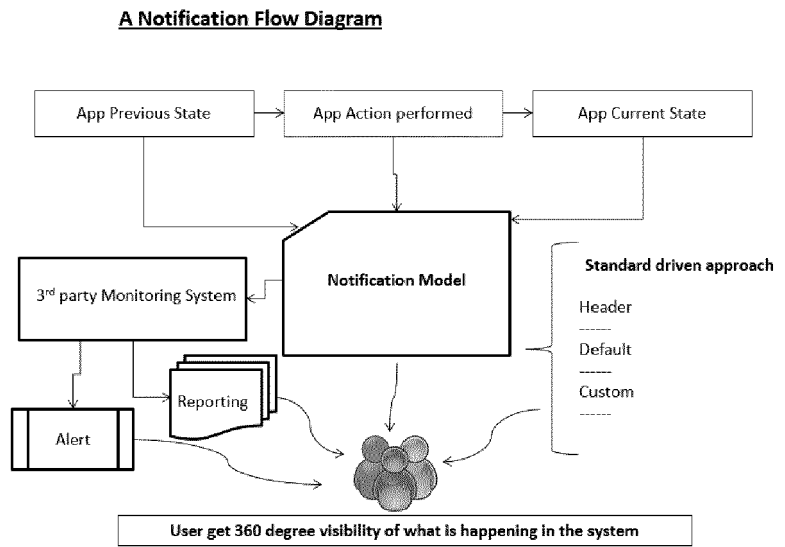 A Notification Flow Diagram
App Previous State
App Action performed
App Current State
Notification Model
Standard driven approach
3rd party Monitoring System
Header
------
Default
------
Custom
------
Reporting
Alert
User get 360 degree visibility of what is happening in the system